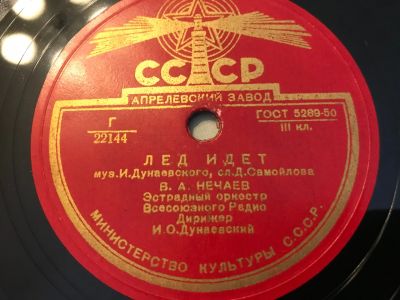 СССР
АПРЕЛЕВСКИЙ ЗАВОД
Г
22144
ГОСТ 5289-50
III кл.
ЛЕД ИДЕТ
муз.И.Дунаевского, сл.Д.Самойлова
В. А. НЕЧАЕВ
Эстрадный оркестр
Всесоюзного Радио
Дирижер
И.О.Дунаевский
МИНИСТЕРСТВО КУЛЬТУРЫ С.С.С.Р.